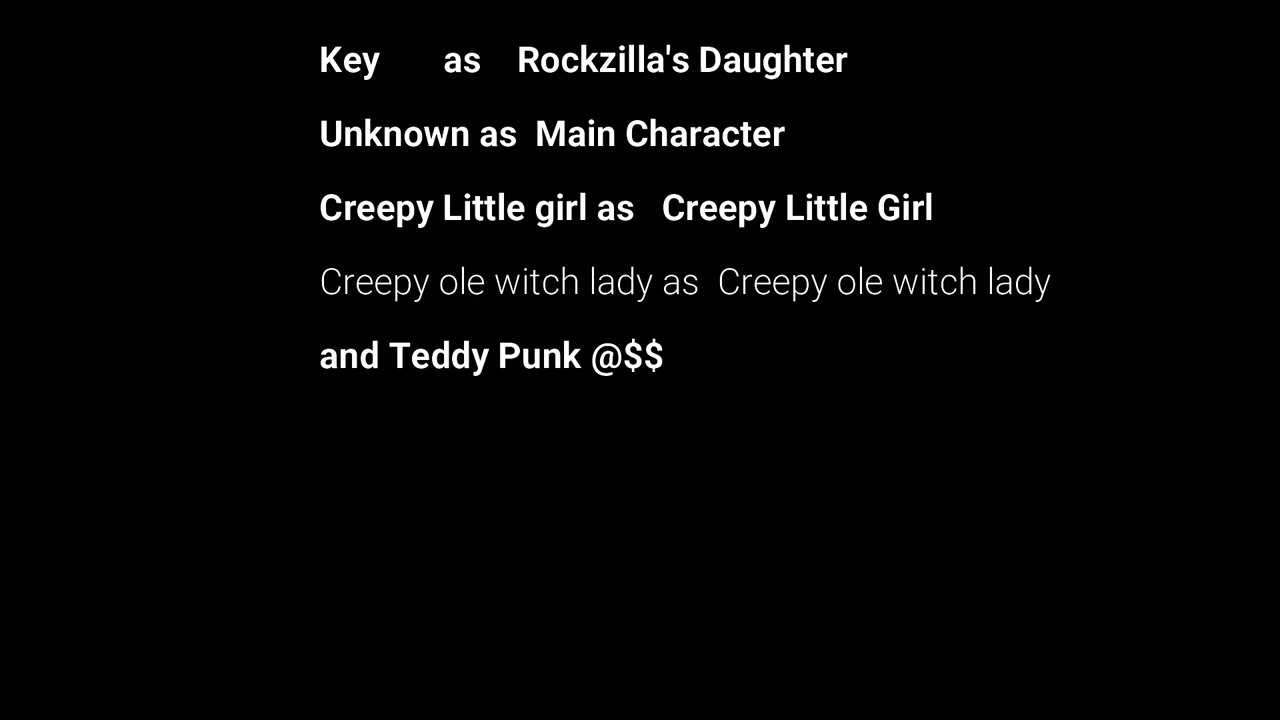 Key as Rockzilla's Daughter
Unknown as Main Character
Creepy Little girl as Creepy Little Girl
Creepy ole witch lady as Creepy ole witch lady
and Teddy Punk @$$